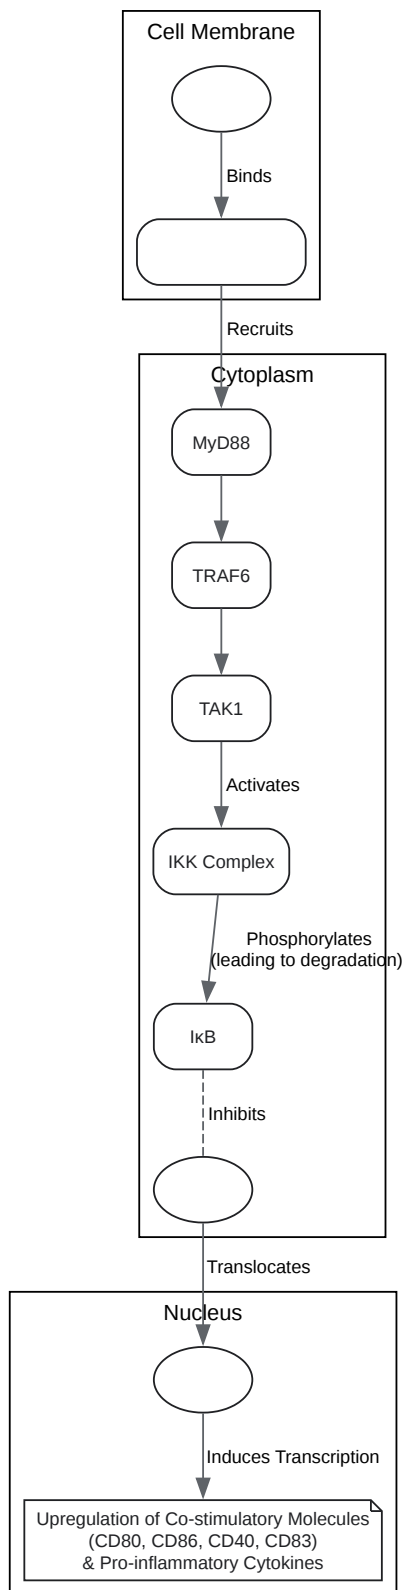 Cell Membrane
Binds
Recruits
Cytoplasm
MyD88
TRAF6
TAK1
Activates
IKK Complex
Phosphorylates
(leading to degradation)
IκB
Inhibits
Translocates
Nucleus
Induces Transcription
Upregulation of Co-stimulatory Molecules
(CD80, CD86, CD40, CD83)
& Pro-inflammatory Cytokines